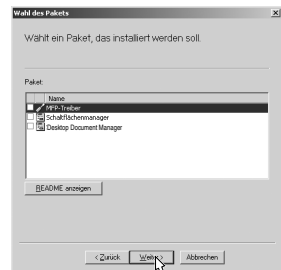 Wahl des Pakets
Wählt ein Paket, das installiert werden soll.
Paket:
Name
MFP-Treiber
Schaltflächenmanager
Desktop Document Manager
README anzeigen
< Zurück
Weiter >
Abbrechen